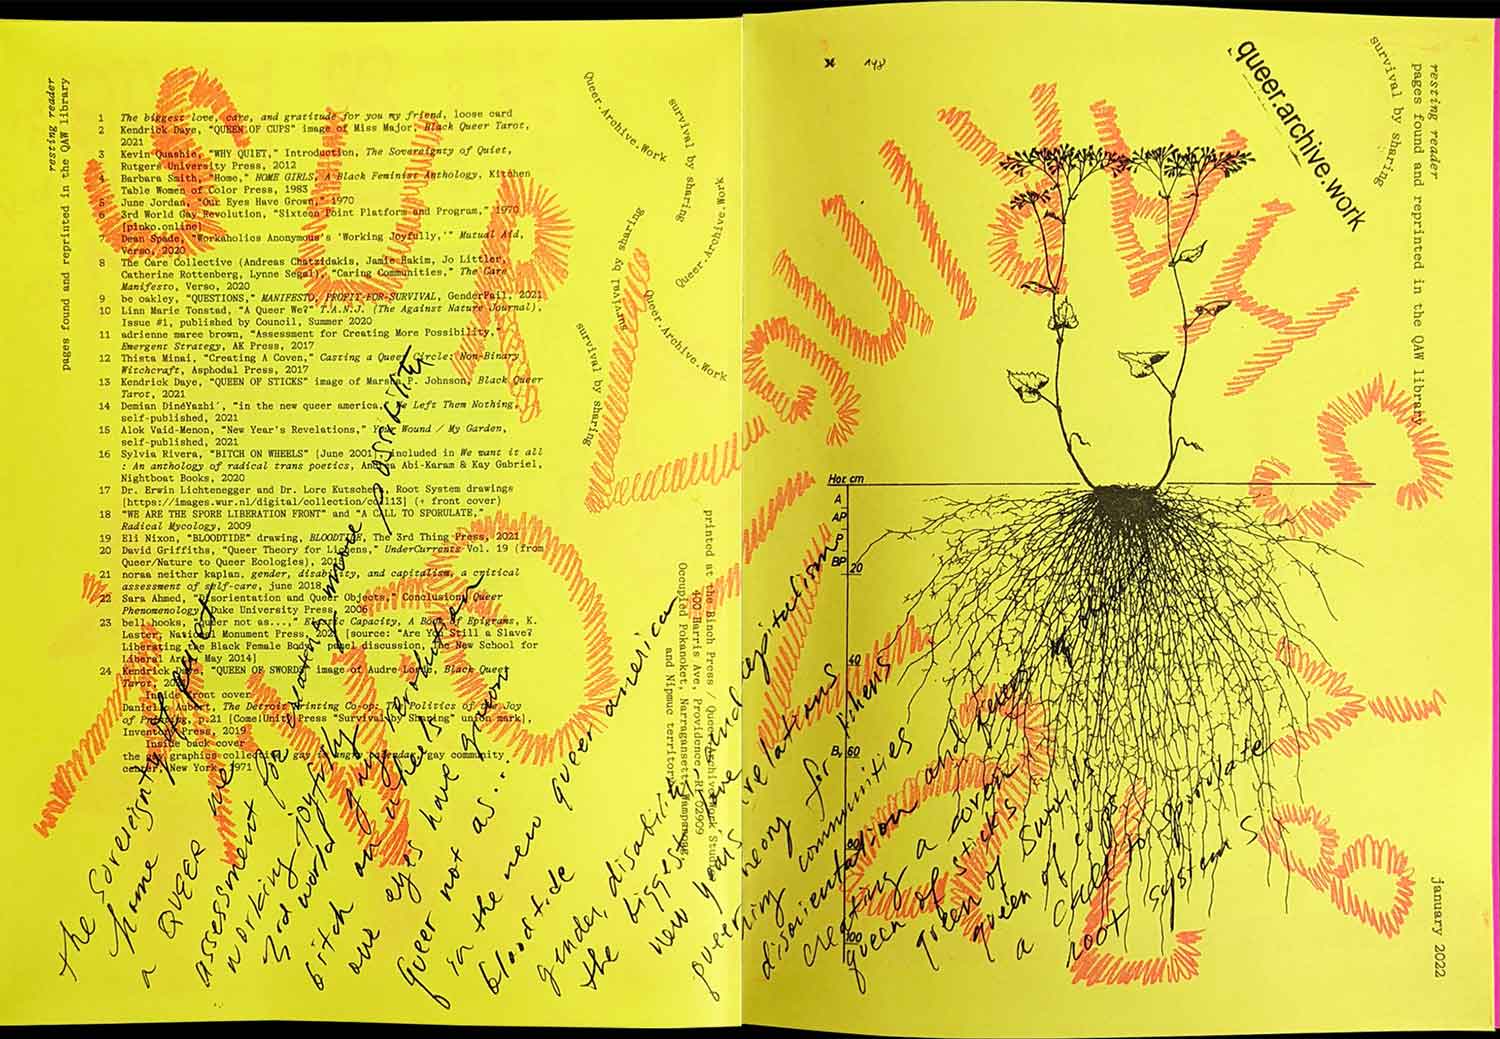 resting reader
pages found and reprinted in the QAW library
1 The biggest love, care, and gratitude for you my friend, loose card
2 Kendrick Daye, "QUEEN OF CUPS" image of Miss Major, Black Queer Tarot,
2021
3 Kevin Quashie, "WHY QUIET," Introduction, The Sovereignty of Quiet,
Rutgers University Press, 2012
4 Barbara Smith, "Home," HOME GIRLS, A Black Feminist Anthology, Kitchen
Table Women of Color Press, 1983
5 June Jordan, "Our Eyes Have Grown," 1970
6 3rd World Gay Revolution, "Sixteen Point Platform and Program," 1970
[pinko.online]
7 Dean Spade, "Workaholics Anonymous's 'Working Joyfully,'" Mutual Aid,
Verso, 2020
8 The Care Collective (Andreas Chatzidakis, Jamie Hakim, Jo Littler,
Catherine Rottenberg, Lynne Segal), "Caring Communities," The Care
Manifesto, Verso, 2020
9 be oakley, "QUESTIONS," MANIFESTO, PROFIT-FOR-SURVIVAL, GenderFail, 2021
10 Linn Marie Tonstad, "A Queer We?" T.A.N.J. (The Against Nature Journal),
Issue #1, published by Council, Summer 2020
11 adrienne maree brown, "Assessment for Creating More Possibility,"
Emergent Strategy, AK Press, 2017
12 Thista Minai, "Creating A Coven," Casting a Queer Circle: Non-Binary
Witchcraft, Asphodal Press, 2017
13 Kendrick Daye, "QUEEN OF STICKS" image of Marsha P. Johnson, Black Queer
Tarot, 2021
14 Demian DinéYazhi´, "in the new queer america, We Left Them Nothing,
self-published, 2021
15 Alok Vaid-Menon, "New Year's Revelations," Your Wound / My Garden,
self-published, 2021
16 Sylvia Rivera, "BITCH ON WHEELS" [June 2001], included in We want it all
: An anthology of radical trans poetics, Andrea Abi-Karam & Kay Gabriel,
Nightboat Books, 2020
17 Dr. Erwin Lichtenegger and Dr. Lore Kutschera, Root System drawings
[https://images.wur.nl/digital/collection/coll13] (+ front cover)
18 "WE ARE THE SPORE LIBERATION FRONT" and "A CALL TO SPORULATE,"
Radical Mycology, 2009
19 Eli Nixon, "BLOODTIDE" drawing, BLOODTIDE, The 3rd Thing Press, 2021
20 David Griffiths, "Queer Theory for Lichens," UnderCurrents Vol. 19 (from
Queer/Nature to Queer Ecologies),
21 noraa neither kaplan, gender, disability, and capitalism, a critical
assessment of self-care, june 2018
22 Sara Ahmed, "Disorientation and Queer Objects," Conclusion, Queer
Phenomenology, Duke University Press, 2006
23 bell hooks, "queer not as...," Elastic Capacity, A Book of Epigrams, K.
Laster, National Monument Press, [source: "Are You Still a Slave?
Liberating the Black Female Body" panel discussion, The New School for
Liberal Arts, May 2014]
24 Kendrick Daye, "QUEEN OF SWORDS" image of Audre Lorde, Black Queer
Tarot,
Inside front cover
Danielle Aubert, The Detroit Printing Co-op: The Politics of the Joy
of Printing, p.21 [Come!Unity Press "Survival by Sharing" union mark],
Inventory Press, 2019
Inside back cover
the graphics collective, gay is angry, gay community
center, New York, 1971
Queer.Archive.Work
survival by sharing
Queer.Archive.Work
survival by sharing
Queer.Archive.Work
survival by sharing
printed at the Binch Press / Queer.Archive.Work Studio
400 Harris Ave, Providence RI 02909
Occupied Pokanoket, Narragansett, Wampanoag,
and Nipmuc territory
the sovereignty of quiet
home
a QUEER we
assessment for creating more possibility
working joyfully
3rd world gay revolution
bitch on wheels
our eyes have grown
queer not as..
in the new queer america
bloodtide
gender, disability and capitalism
the biggest love
new years revelations
queer theory for lichens
caring communities
disorientation and queer objects
creating a coven
queen of sticks
queen of swords
queen of cups
a call to sporulate
root systems
148
queer.archive.work
survival by sharing
resting reader
pages found and reprinted in the QAW library
Hor. cm
A
AP
P
BP
20
40
B, 60
80
100
january 2022